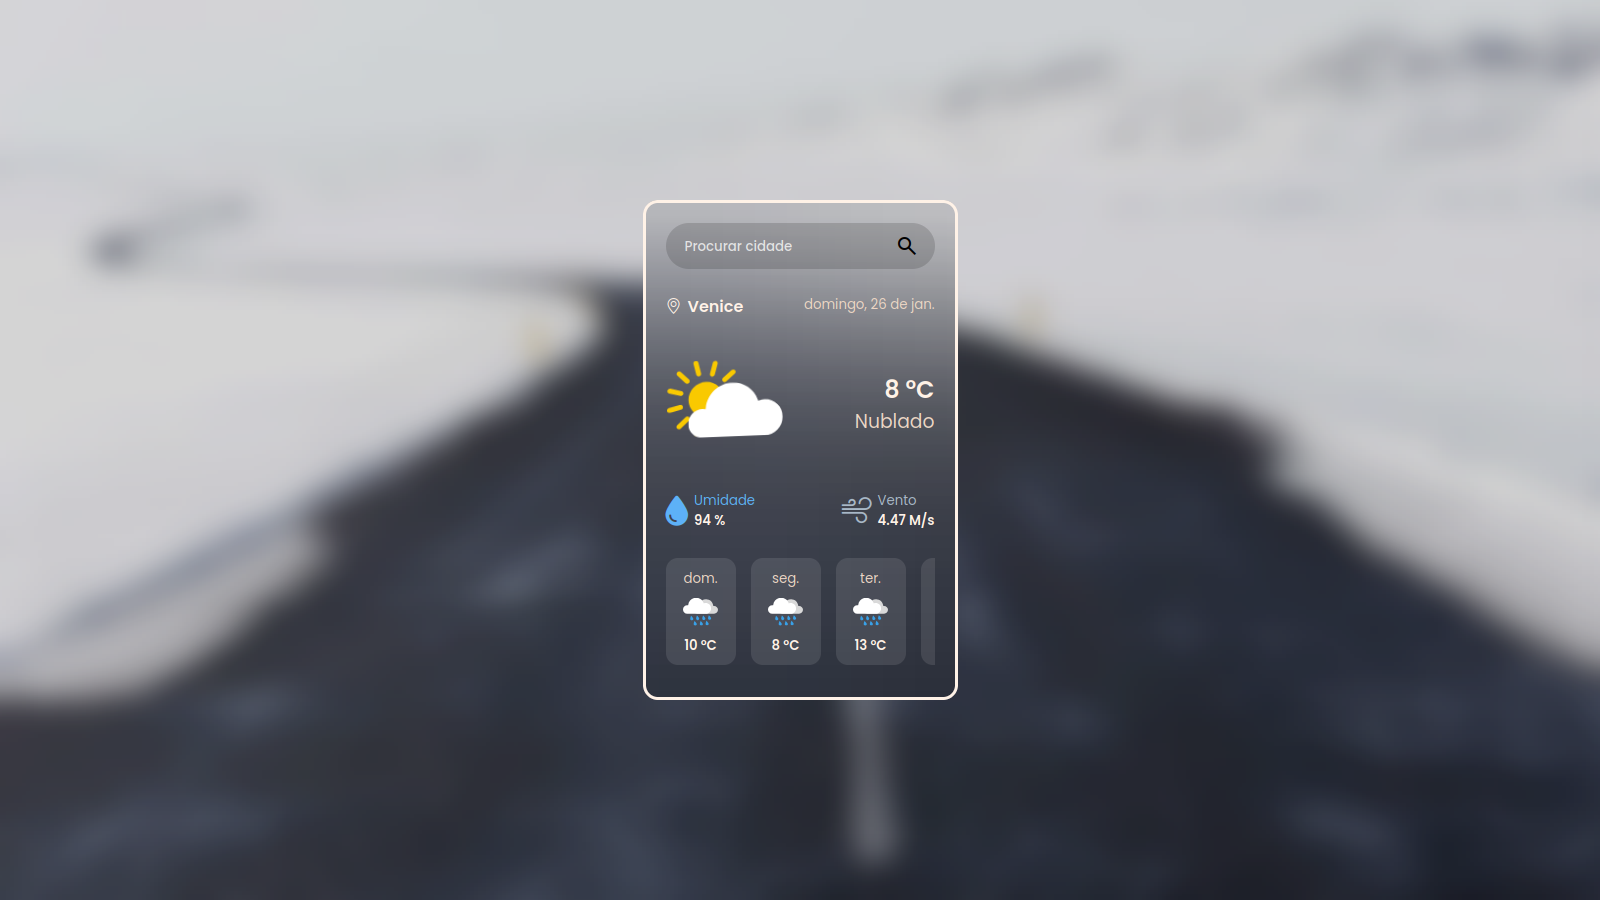 Procurar cidade
Venice
domingo, 26 de jan.
8 °C
Nublado
Umidade
94 %
Vento
4.47 M/s
dom.
seg.
ter.
10 °C
8 °C
13 °C